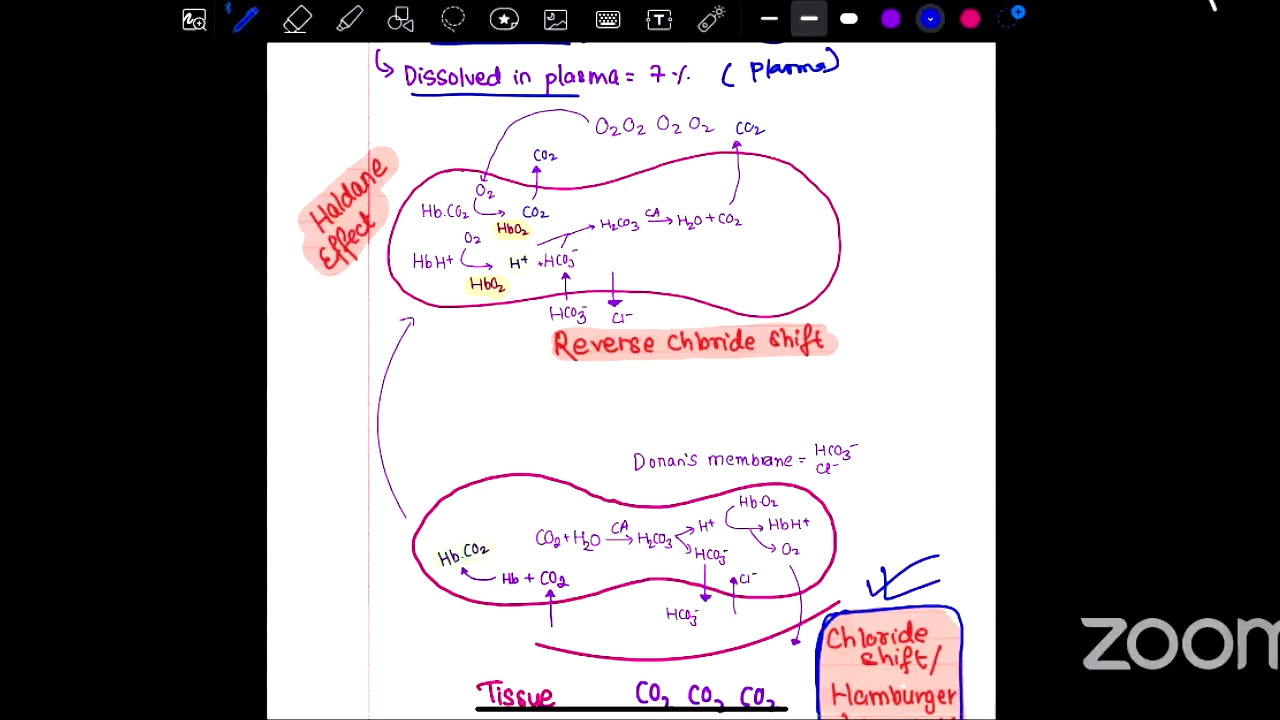 Dissolved in plasma = 7 % (plasma)
O₂ O₂ O₂ O₂ CO₂
CO₂
Haldane
Effect
O₂
Hb.CO₂ CO₂
HbO₂
H₂CO₃ CA H₂O + CO₂
O₂
HbH+ H+ + HCO₃⁻
HbO₂
HCO₃⁻ Cl⁻
Reverse Chloride shift
Donan's membrane = HCO₃⁻
Cl⁻
Hb.O₂
CO₂ + H₂O CA H₂CO₃ H+ HbH+
Hb.CO₂ HCO₃⁻ O₂
Hb + CO₂ Cl⁻
HCO₃⁻
Chloride
shift/
Hamburger
Tissue CO₂ CO₂ CO₂
zoom
T